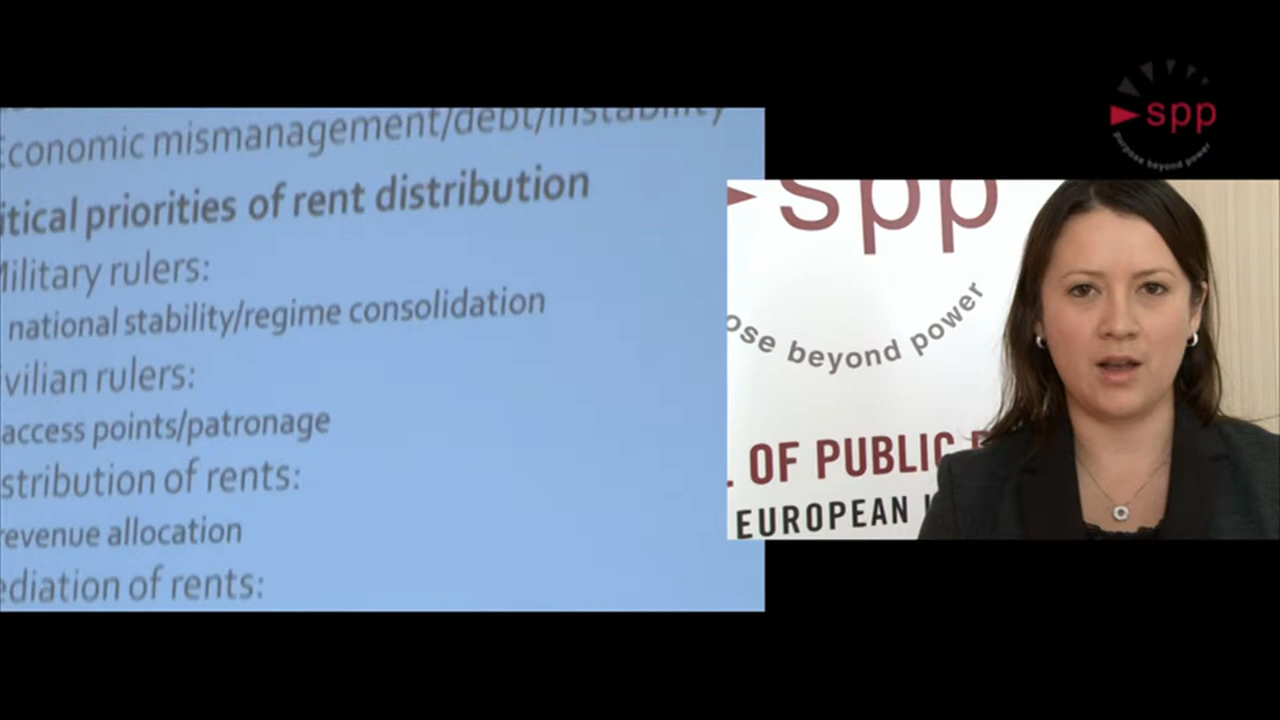 Economic mismanagement/debt/instability
itical priorities of rent distribution
Military rulers:
national stability/regime consolidation
ivilian rulers:
access points/patronage
stribution of rents:
revenue allocation
ediation of rents:
spp
purpose beyond power
spp
ose beyond power
OF PUBLIC
EUROPEAN